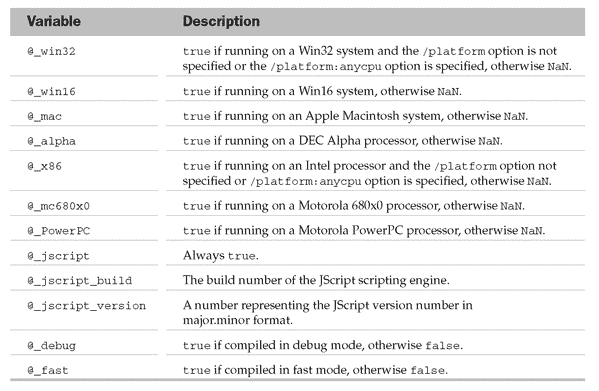 Variable Description
@_win32 true if running on a Win32 system and the /platform option is not
specified or the /platform:anycpu option is specified, otherwise NaN.
@_win16 true if running on a Win16 system, otherwise NaN.
@_mac true if running on an Apple Macintosh system, otherwise NaN.
@_alpha true if running on a DEC Alpha processor, otherwise NaN.
@_x86 true if running on an Intel processor and the /platform option not
specified or /platform:anycpu option is specified, otherwise NaN.
@_mc680x0 true if running on a Motorola 680x0 processor, otherwise NaN.
@_PowerPC true if running on a Motorola PowerPC processor, otherwise NaN.
@_jscript Always true.
@_jscript_build The build number of the JScript scripting engine.
@_jscript_version A number representing the JScript version number in
major.minor format.
@_debug true if compiled in debug mode, otherwise false.
@_fast true if compiled in fast mode, otherwise false.